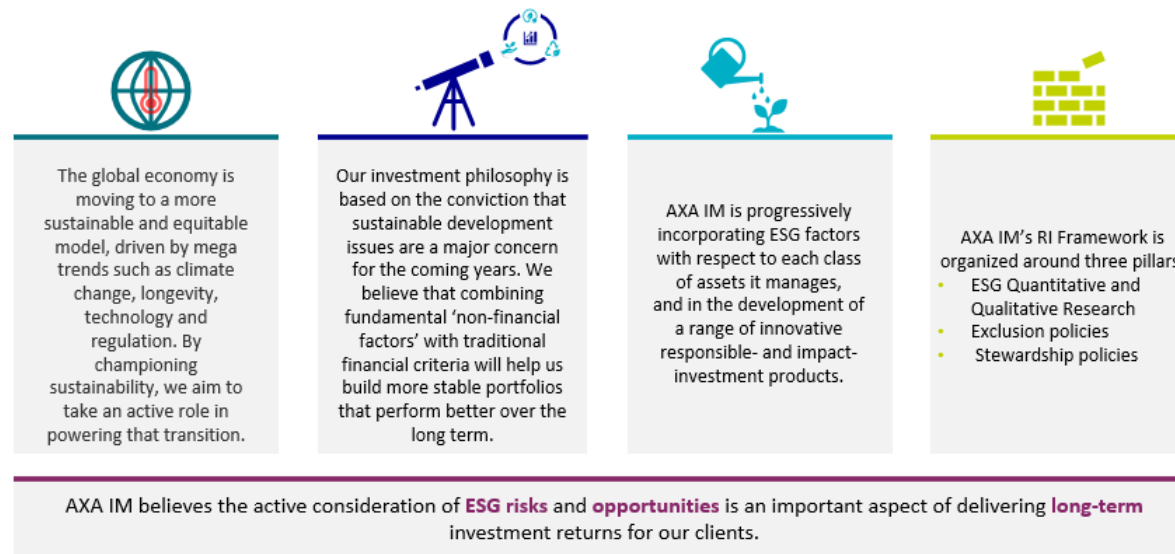 The global economy is
moving to a more
sustainable and equitable
model, driven by mega
trends such as climate
change, longevity,
technology and
regulation. By
championing
sustainability, we aim to
take an active role in
powering that transition.
Our investment philosophy is
based on the conviction that
sustainable development
issues are a major concern
for the coming years. We
believe that combining
fundamental ‘non-financial
factors’ with traditional
financial criteria will help us
build more stable portfolios
that perform better over the
long term.
AXA IM is progressively
incorporating ESG factors
with respect to each class
of assets it manages,
and in the development of
a range of innovative
responsible- and impact-
investment products.
AXA IM’s RI Framework is
organized around three pillars
• ESG Quantitative and
Qualitative Research
• Exclusion policies
• Stewardship policies
AXA IM believes the active consideration of ESG risks and opportunities is an important aspect of delivering long-term
investment returns for our clients.